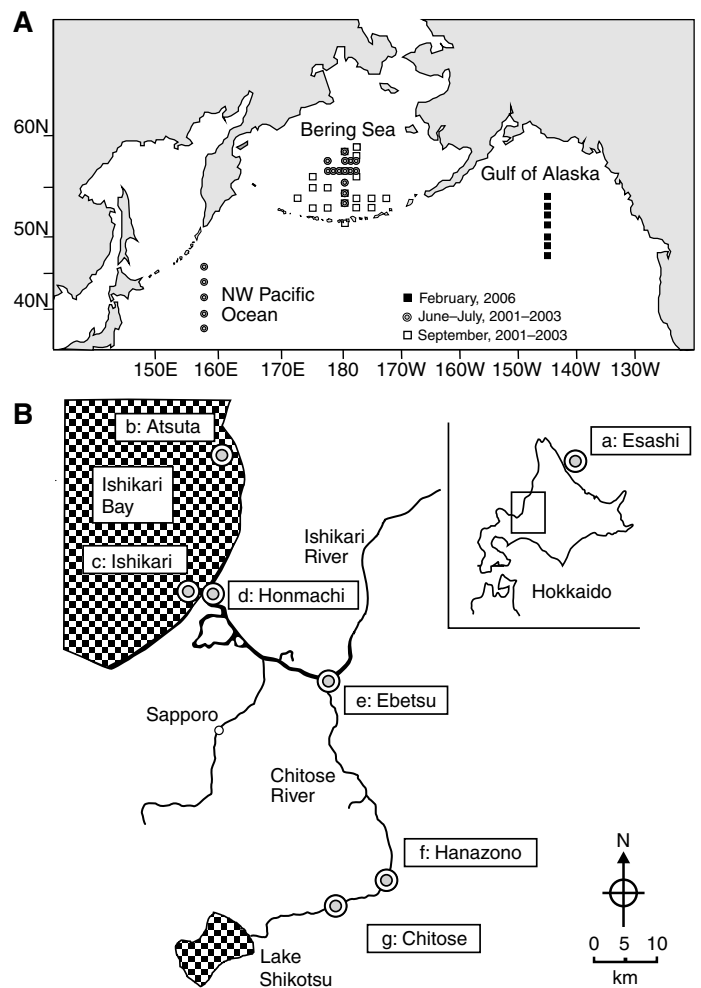 A
60N
50N
40N
Bering Sea
Gulf of Alaska
NW Pacific
Ocean
February, 2006
June–July, 2001–2003
September, 2001–2003
150E
160E
170E
180
170W
160W
150W
140W
130W
B
b: Atsuta
a: Esashi
Ishikari
Bay
Ishikari
River
c: Ishikari
d: Honmachi
Hokkaido
e: Ebetsu
Sapporo
Chitose
River
f: Hanazono
N
g: Chitose
0 5 10
km
Lake
Shikotsu